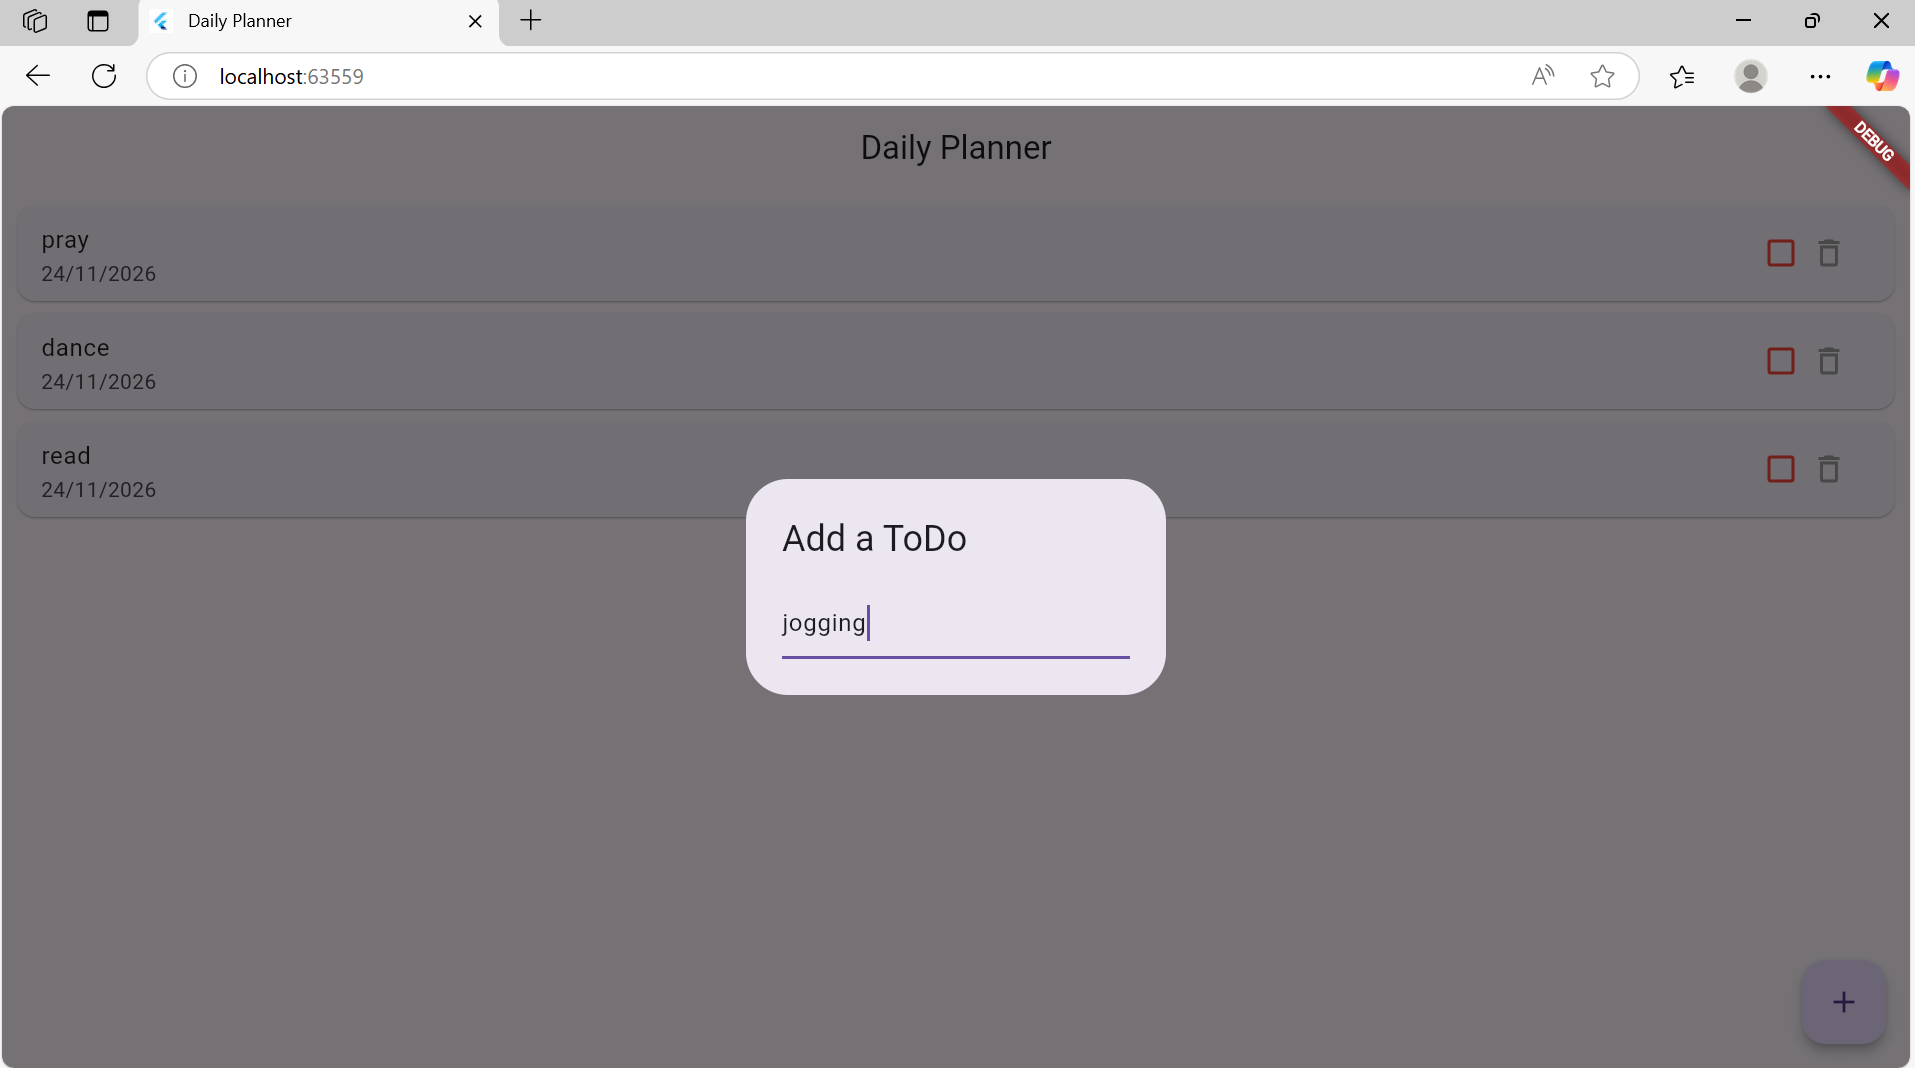 Daily Planner
localhost:63559
Daily Planner
DEBUG
pray
24/11/2026
dance
24/11/2026
read
24/11/2026
Add a ToDo
jogging